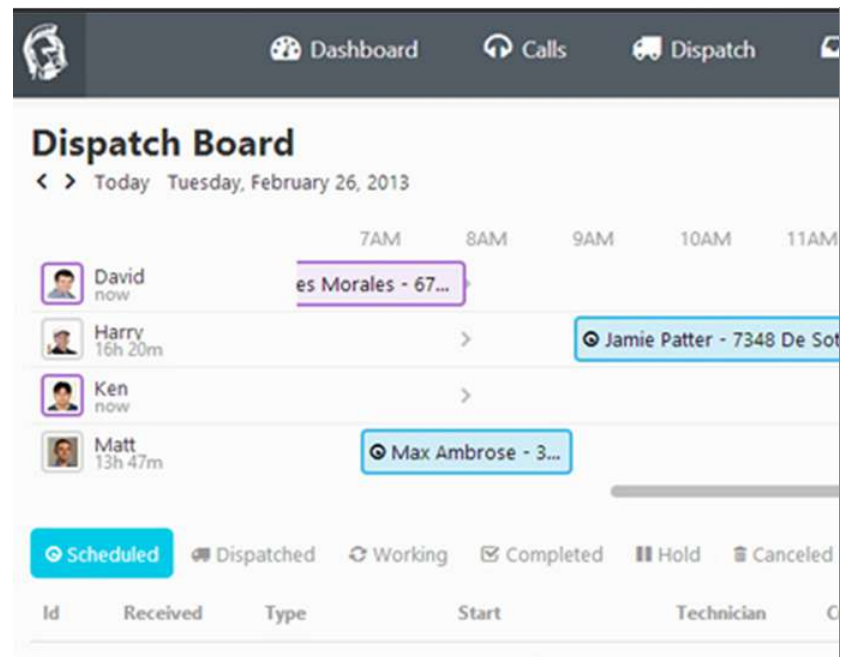 Dashboard Calls Dispatch
Dispatch Board
< > Today Tuesday, February 26, 2013
7AM 8AM 9AM 10AM 11AM
David
now
es Morales - 67...
Harry
16h 20m
Jamie Patter - 7348 De Sot
Ken
now
Matt
13h 47m
Max Ambrose - 3...
Scheduled Dispatched Working Completed Hold Canceled
Id Received Type Start Technician C